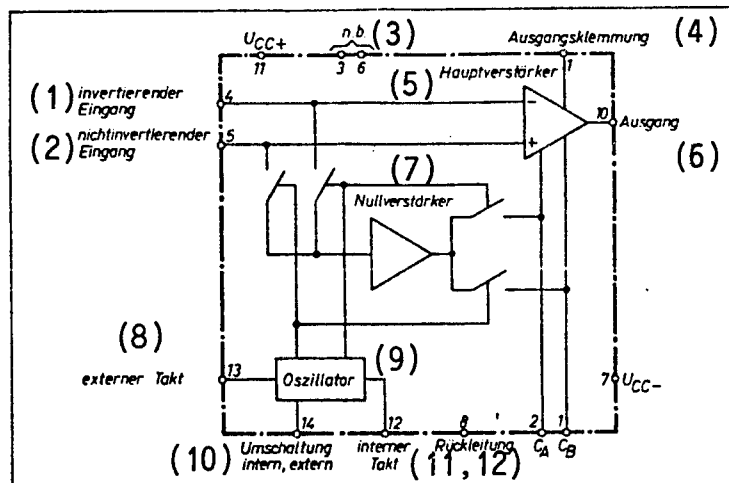 U_CC+
11
n.b.
3 6
(3)
Ausgangsklemmung
(4)
1
(1) invertierender
Eingang
4
(5)
Hauptverstärker
−
10
Ausgang
(2) nichtinvertierender
Eingang
5
+
(6)
(7)
Nullverstärker
(8)
externer Takt
13
Oszillator
(9)
7
U_CC−
14
12
8
2
1
(10) Umschaltung
intern, extern
interner
Takt
Rückleitung
(11,12)
C_A
C_B